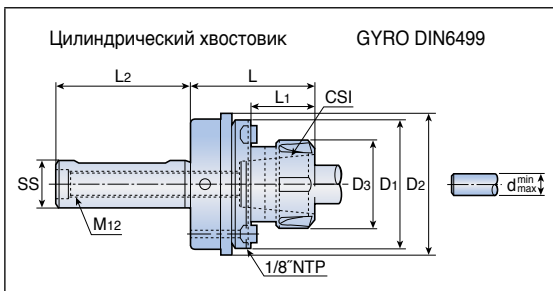 Цилиндрический хвостовик GYRO DIN6499
L2 L
L1 CSI
SS D3 D1 D2 d min max
M12
1/8″NTP